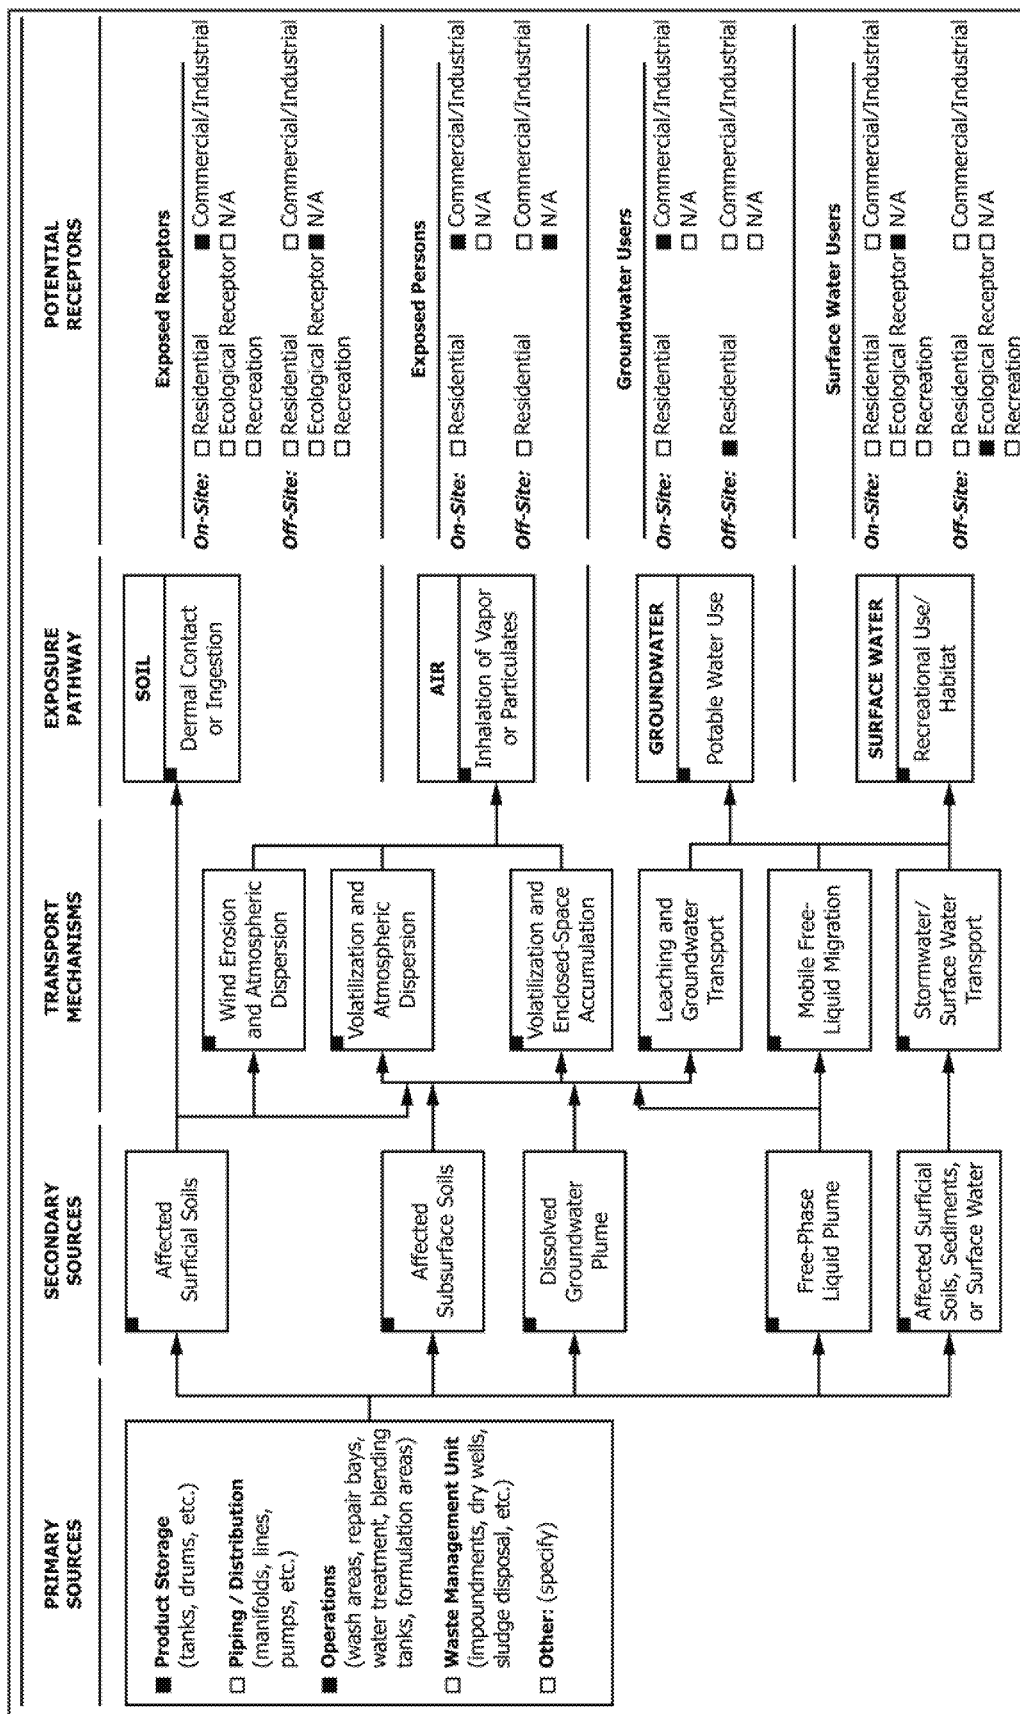 PRIMARY
SOURCES
SECONDARY
SOURCES
TRANSPORT
MECHANISMS
EXPOSURE
PATHWAY
POTENTIAL
RECEPTORS
■ Product Storage
(tanks, drums, etc.)
□ Piping / Distribution
(manifolds, lines,
pumps, etc.)
■ Operations
(wash areas, repair bays,
water treatment, blending
tanks, formulation areas)
□ Waste Management Unit
(impoundments, dry wells,
sludge disposal, etc.)
□ Other: (specify)
Affected
Surficial Soils
Affected
Subsurface Soils
Dissolved
Groundwater
Plume
Free-Phase
Liquid Plume
Affected Surficial
Soils, Sediments,
or Surface Water
Wind Erosion
and Atmospheric
Dispersion
Volatilization and
Atmospheric
Dispersion
Volatilization and
Enclosed-Space
Accumulation
Leaching and
Groundwater
Transport
Mobile Free-
Liquid Migration
Stormwater/
Surface Water
Transport
SOIL
Dermal Contact
or Ingestion
AIR
Inhalation of Vapor
or Particulates
GROUNDWATER
Potable Water Use
SURFACE WATER
Recreational Use/
Habitat
Exposed Receptors
On-Site: □ Residential ■ Commercial/Industrial
□ Ecological Receptor □ N/A
□ Recreation
Off-Site: □ Residential □ Commercial/Industrial
□ Ecological Receptor ■ N/A
□ Recreation
Exposed Persons
On-Site: □ Residential ■ Commercial/Industrial
□ N/A
Off-Site: □ Residential □ Commercial/Industrial
■ N/A
Groundwater Users
On-Site: □ Residential ■ Commercial/Industrial
□ N/A
Off-Site: ■ Residential □ Commercial/Industrial
□ N/A
Surface Water Users
On-Site: □ Residential □ Commercial/Industrial
□ Ecological Receptor ■ N/A
□ Recreation
Off-Site: □ Residential □ Commercial/Industrial
■ Ecological Receptor □ N/A
□ Recreation